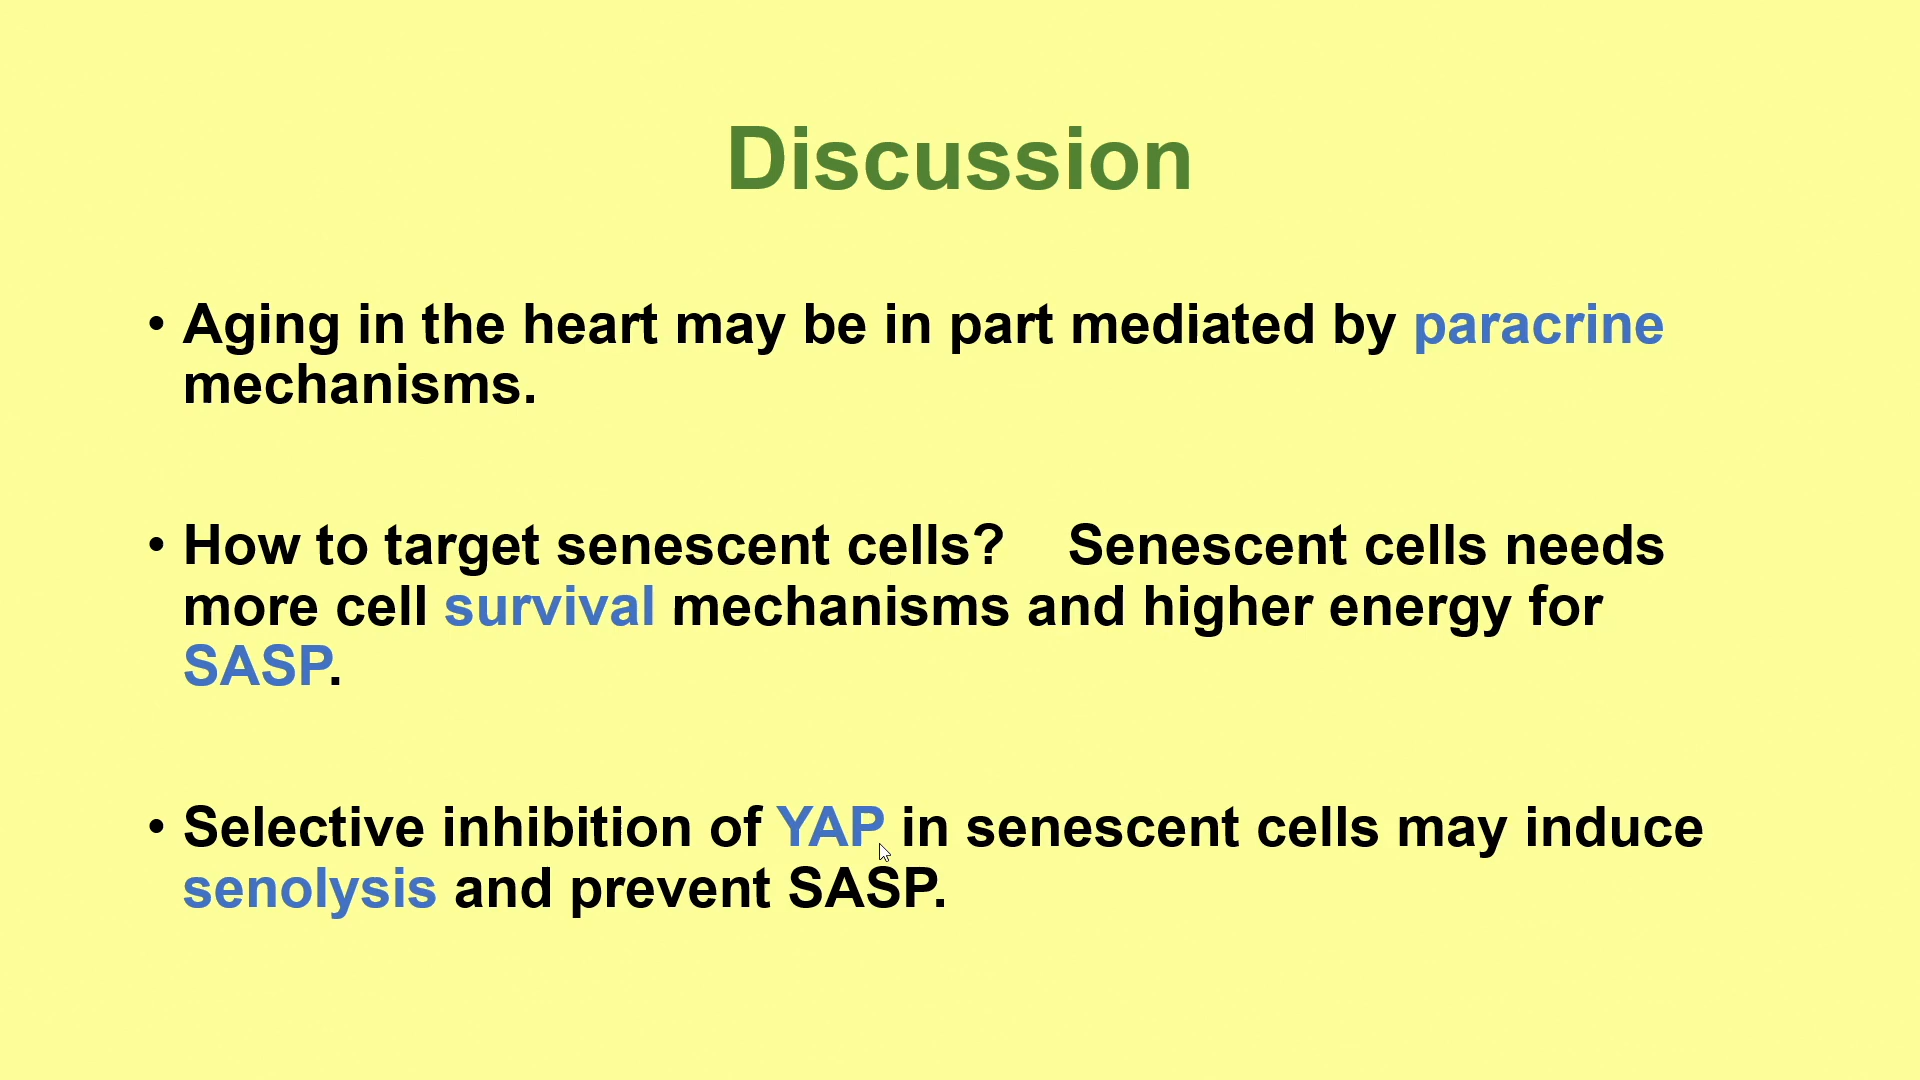 Discussion
• Aging in the heart may be in part mediated by paracrine
mechanisms.
• How to target senescent cells? Senescent cells needs
more cell survival mechanisms and higher energy for
SASP.
• Selective inhibition of YAP in senescent cells may induce
senolysis and prevent SASP.